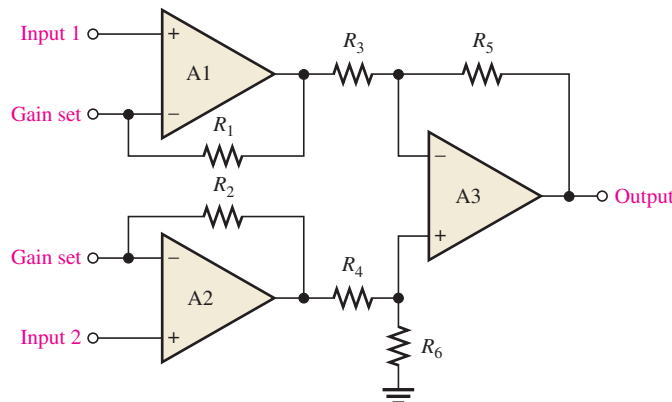 Input 1
+
A1
−
Gain set
R1
R3
R5
−
A3
+
Output
R2
Gain set
−
A2
+
Input 2
R4
R6